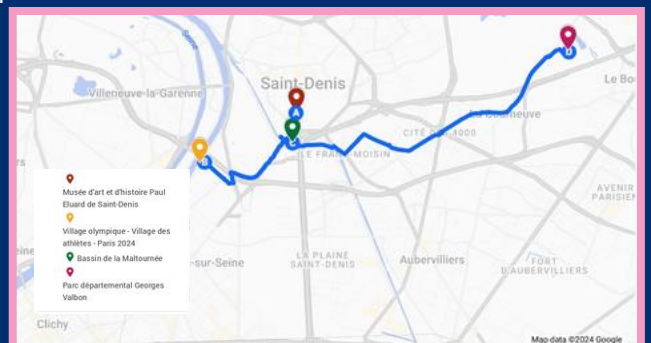 Seine
Saint-Denis
Villeneuve-la-Garenne
Le Bo
La Courneuve
CITÉ DES 4000
LE FRANC-MOISIN
A
C
B
D
Musée d'art et d'histoire Paul
Eluard de Saint-Denis
Village olympique - Village des
athlètes - Paris 2024
Bassin de la Maltournée
Parc départemental Georges
Valbon
AVENIR
PARISIEN
-sur-Seine
LA PLAINE
SAINT-DENIS
Aubervilliers
FORT
D'AUBERVILLIERS
Clichy
Map data ©2024 Google